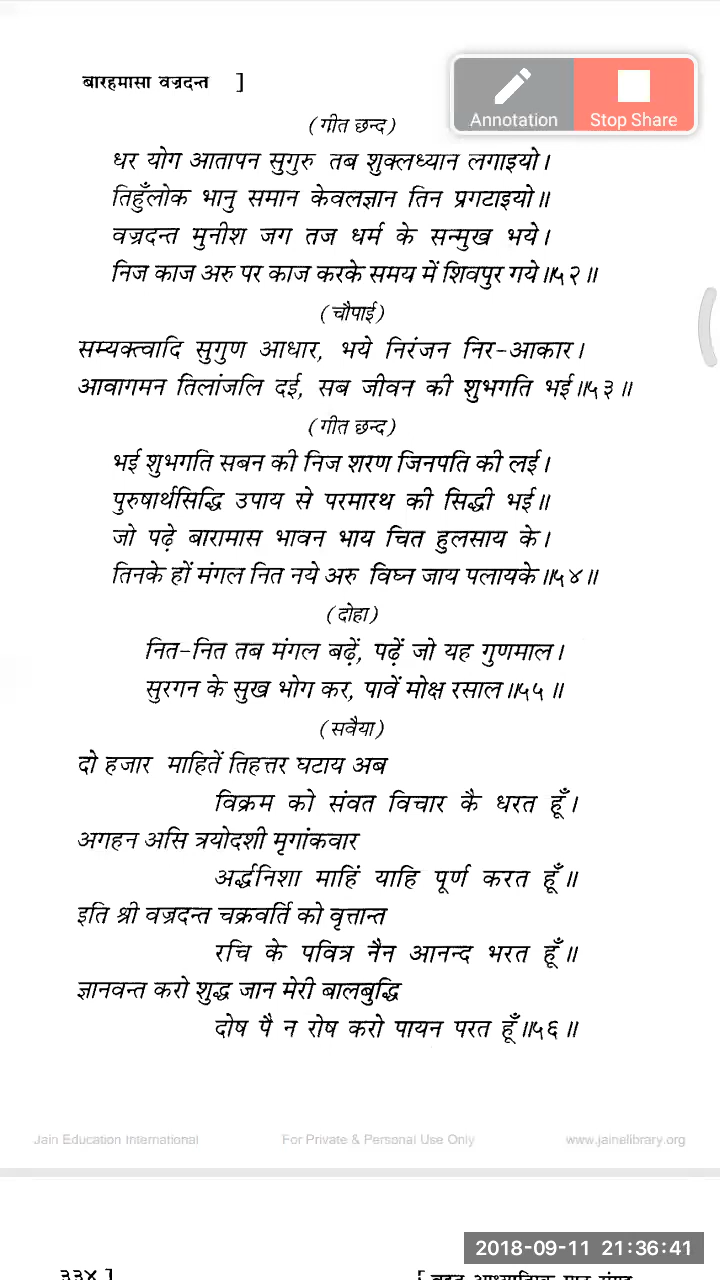 बारहमासा वज्रदन्त ]
Annotation
Stop Share
(गीत छन्द)
धर योग आतापन सुगुरु तब शुक्लध्यान लगाइयो।
तिहुँलोक भानु समान केवलज्ञान तिन प्रगटाइयो॥
वज्रदन्त मुनीश जग तज धर्म के सन्मुख भये।
निज काज अरु पर काज करके समय में शिवपुर गये॥५२॥
(चौपाई)
सम्यक्त्वादि सुगुण आधार, भये निरंजन निर-आकार।
आवागमन तिलांजलि दई, सब जीवन की शुभगति भई॥५३॥
(गीत छन्द)
भई शुभगति सबन की निज शरण जिनपति की लई।
पुरुषार्थसिद्धि उपाय से परमारथ की सिद्धी भई॥
जो पढ़े बारामास भावन भाय चित हुलसाय के।
तिनके हों मंगल नित नये अरु विघ्न जाय पलायके॥५४॥
(दोहा)
नित-नित तब मंगल बढ़ें, पढ़ें जो यह गुणमाल।
सुरगन के सुख भोग कर, पावें मोक्ष रसाल॥५५॥
(सवैया)
दो हजार माहितें तिहत्तर घटाय अब
विक्रम को संवत विचार कै धरत हूँ।
अगहन असि त्रयोदशी मृगांकवार
अर्द्धनिशा माहिं याहि पूर्ण करत हूँ॥
इति श्री वज्रदन्त चक्रवर्ति को वृत्तान्त
रचि के पवित्र नैन आनन्द भरत हूँ॥
ज्ञानवन्त करो शुद्ध जान मेरी बालबुद्धि
दोष पै न रोष करो पायन परत हूँ॥५६॥
Jain Education International
For Private & Personal Use Only
www.jainelibrary.org
2018-09-11 21:36:41
३३४ ]